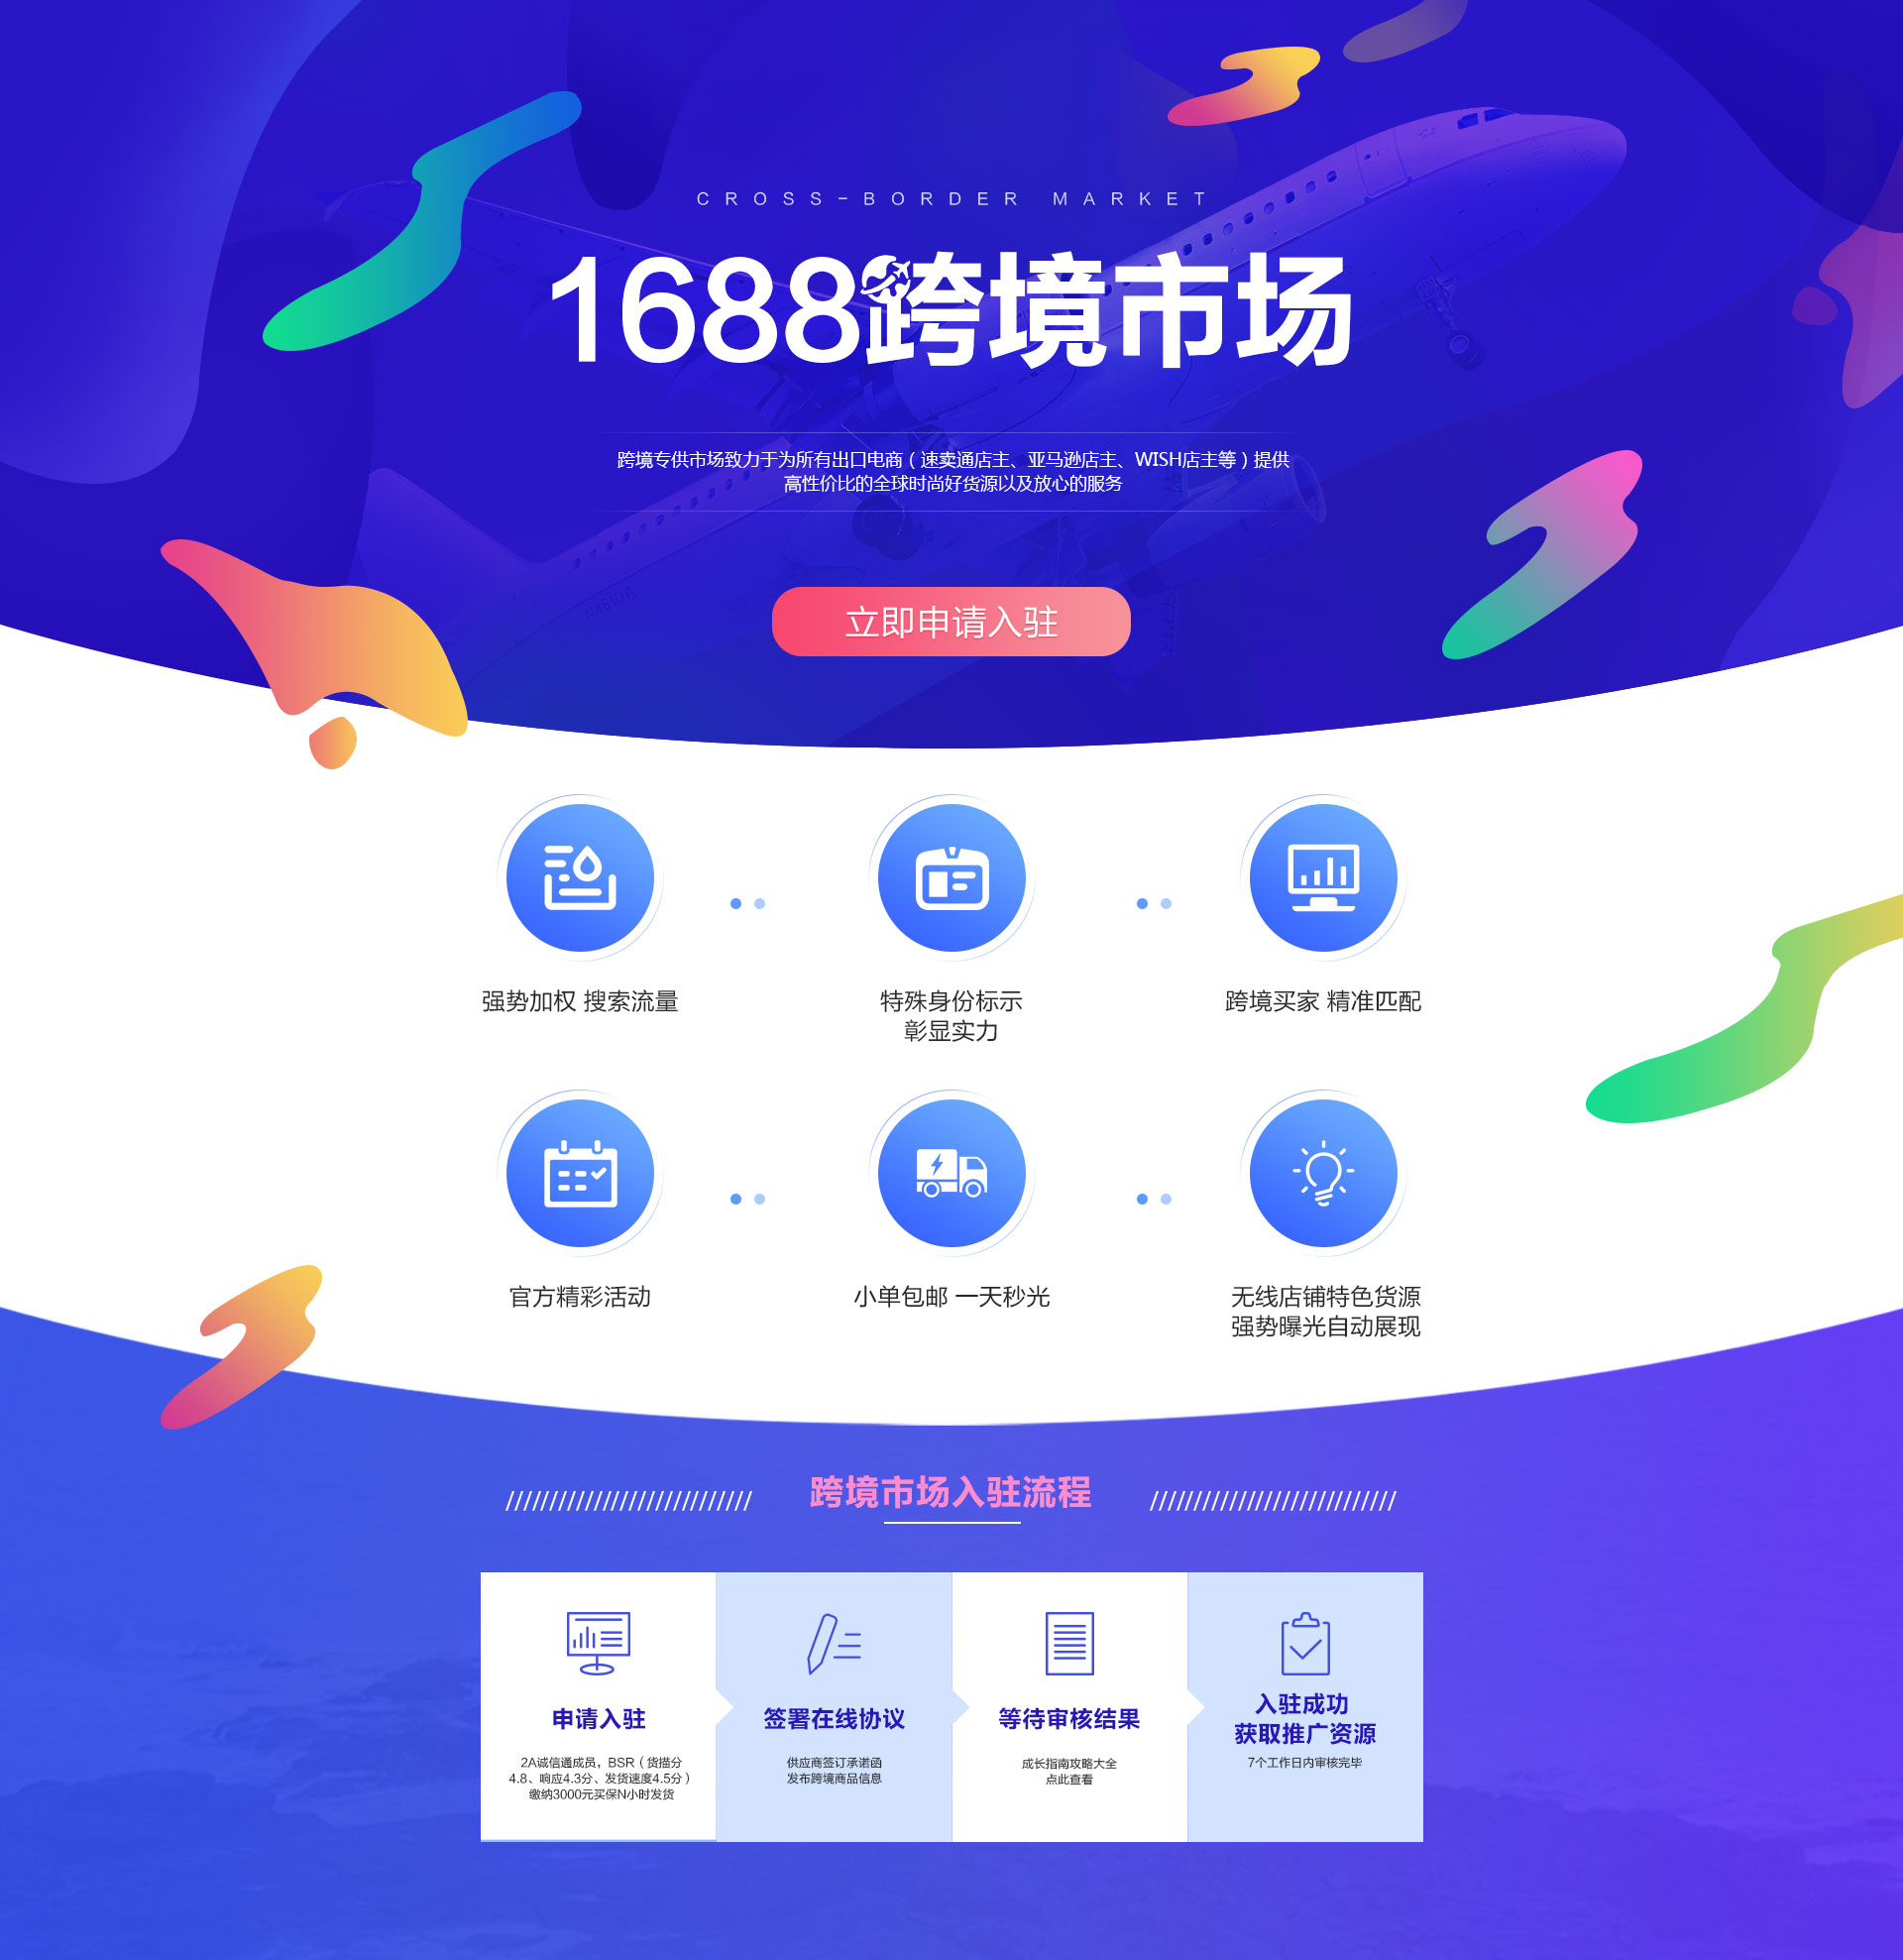 CROSS-BORDER MARKET
1688跨境市场
跨境专供市场致力于为所有出口电商（速卖通店主、亚马逊店主、WISH店主等）提供
高性价比的全球时尚好货源以及放心的服务
N481UA
立即申请入驻
强势加权 搜索流量
特殊身份标示
彰显实力
跨境买家 精准匹配
官方精彩活动
小单包邮 一天秒光
无线店铺特色货源
强势曝光自动展现
跨境市场入驻流程
申请入驻
2A诚信通成员，BSR（货描分
4.8、响应4.3分、发货速度4.5分）
缴纳3000元买保N小时发货
签署在线协议
供应商签订承诺函
发布跨境商品信息
等待审核结果
成长指南攻略大全
点此查看
入驻成功
获取推广资源
7个工作日内审核完毕